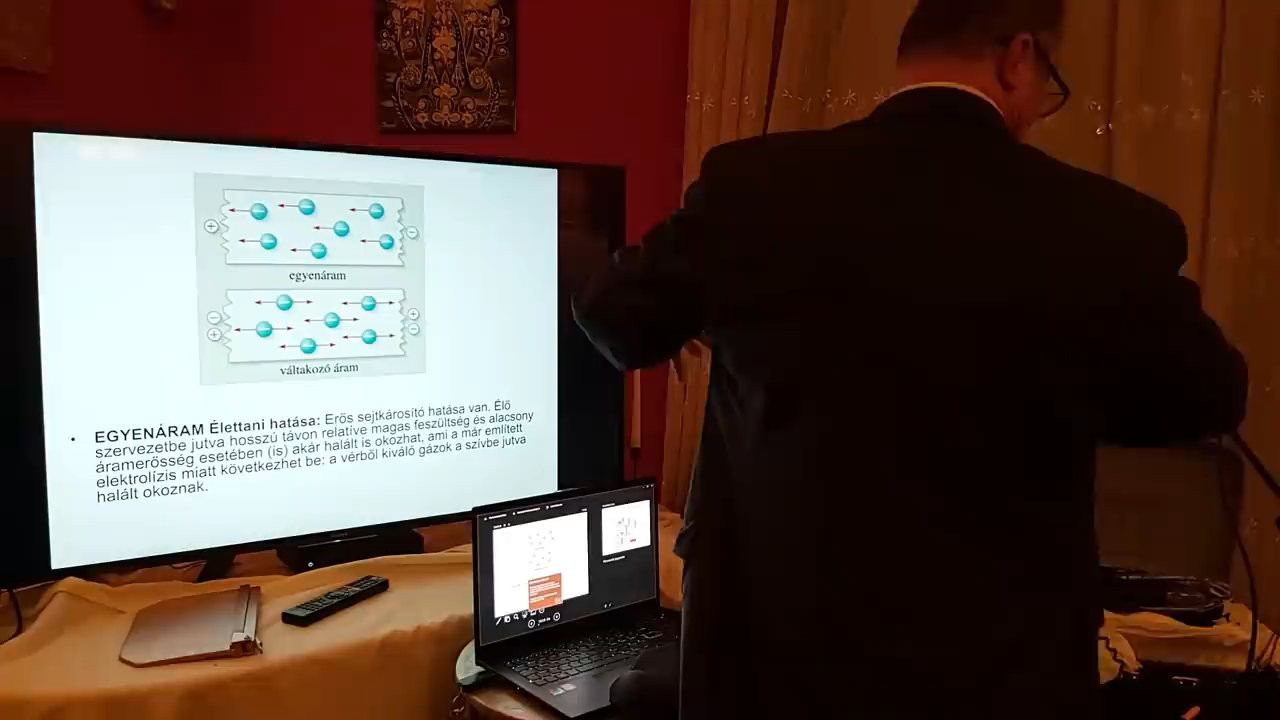 egyenáram
váltakozó áram
• EGYENÁRAM Élettani hatása: Erős sejtkárosító hatása van. Élő
szervezetbe jutva hosszú távon relatíve magas feszültség és alacsony
áramerősség esetében (is) akár halált is okozhat, ami a már említett
elektrolízis miatt következhet be: a vérből kiváló gázok a szívbe jutva
halált okoznak.